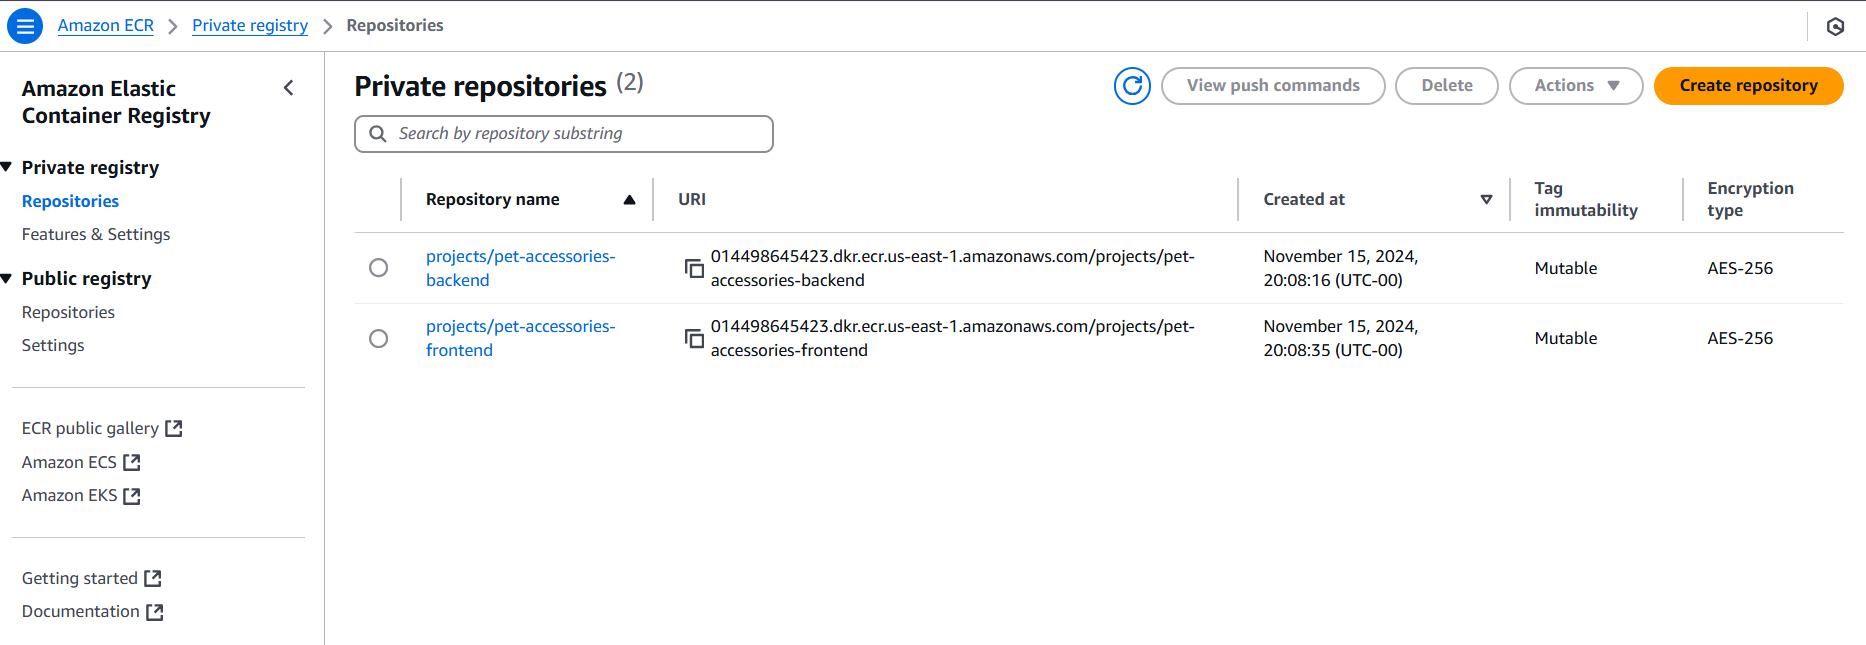 Amazon ECR > Private registry > Repositories
Amazon Elastic
Container Registry
Private registry
Repositories
Features & Settings
Public registry
Repositories
Settings
ECR public gallery
Amazon ECS
Amazon EKS
Getting started
Documentation
Private repositories (2)
View push commands
Delete
Actions
Create repository
Search by repository substring
Repository name
URI
Created at
Tag
immutability
Encryption
type
projects/pet-accessories-
backend
014498645423.dkr.ecr.us-east-1.amazonaws.com/projects/pet-
accessories-backend
November 15, 2024,
20:08:16 (UTC-00)
Mutable
AES-256
projects/pet-accessories-
frontend
014498645423.dkr.ecr.us-east-1.amazonaws.com/projects/pet-
accessories-frontend
November 15, 2024,
20:08:35 (UTC-00)
Mutable
AES-256